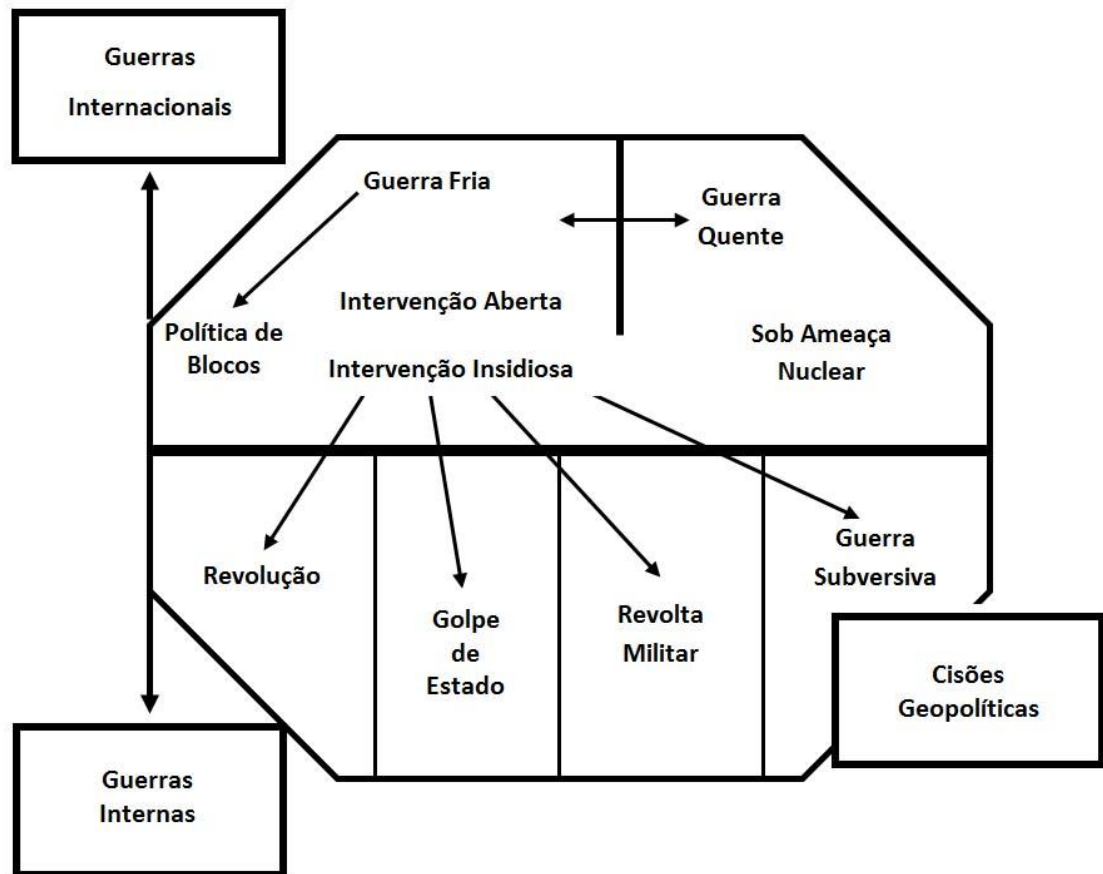 Guerras
Internacionais
Guerra Fria
Guerra
Quente
Intervenção Aberta
Política de
Blocos
Sob Ameaça
Nuclear
Intervenção Insidiosa
Revolução
Golpe
de
Estado
Revolta
Militar
Guerra
Subversiva
Cisões
Geopolíticas
Guerras
Internas